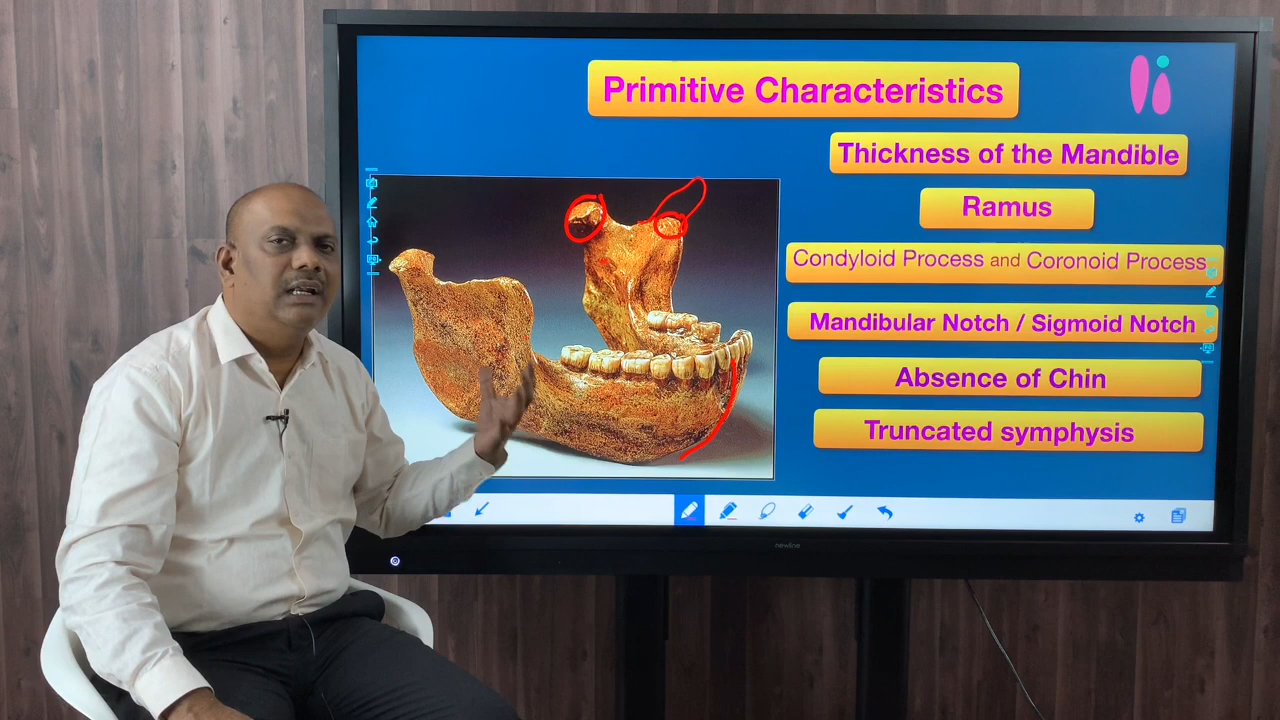 Primitive Characteristics
Thickness of the Mandible
Ramus
Condyloid Process and Coronoid Process
Mandibular Notch / Sigmoid Notch
Absence of Chin
Truncated symphysis
newline